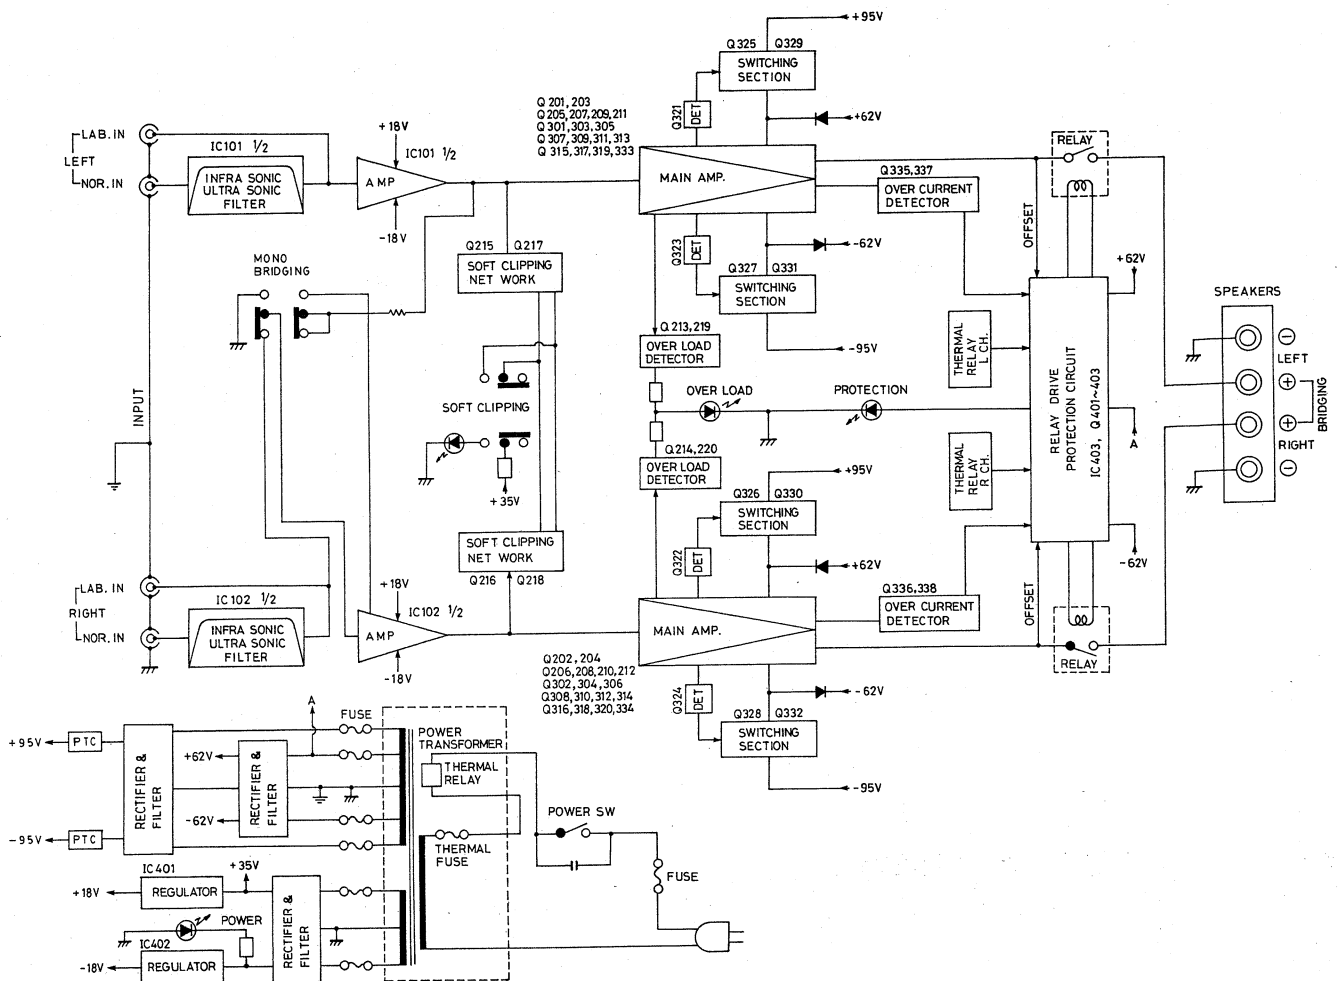 +95V
Q325 Q329
SWITCHING
SECTION
Q 201, 203
Q 205, 207, 209, 211
Q 301, 303, 305
Q 307, 309, 311, 313
Q 315, 317, 319, 333
Q321
DET
+62V
RELAY
LAB. IN
LEFT
NOR. IN
IC101 1/2
INFRA SONIC
ULTRA SONIC
FILTER
+18V
IC101 1/2
AMP
-18V
MAIN AMP.
Q335, 337
OVER CURRENT
DETECTOR
OFFSET
MONO
BRIDGING
Q215 Q217
SOFT CLIPPING
NET WORK
Q323
DET
-62V
Q327 Q331
SWITCHING
SECTION
-95V
+62V
SPEAKERS
Q 213, 219
OVER LOAD
DETECTOR
THERMAL
RELAY
L CH.
LEFT
INPUT
SOFT CLIPPING
OVER LOAD
PROTECTION
RELAY DRIVE
PROTECTION CIRCUIT
IC403, Q401~403
A
BRIDGING
RIGHT
+35V
Q214, 220
OVER LOAD
DETECTOR
+95V
Q326 Q330
SWITCHING
SECTION
THERMAL
RELAY
R CH.
SOFT CLIPPING
NET WORK
Q216 Q218
Q322
DET
+62V
-62V
LAB. IN
RIGHT
NOR. IN
IC102 1/2
INFRA SONIC
ULTRA SONIC
FILTER
+18V
IC102 1/2
AMP
-18V
MAIN AMP.
Q336, 338
OVER CURRENT
DETECTOR
OFFSET
RELAY
Q202, 204
Q206, 208, 210, 212
Q302, 304, 306
Q308, 310, 312, 314
Q316, 318, 320, 334
Q324
DET
-62V
Q328 Q332
SWITCHING
SECTION
-95V
A
FUSE
POWER
TRANSFORMER
+95V
PTC
RECTIFIER &
FILTER
+62V
RECTIFIER &
FILTER
-62V
THERMAL
RELAY
-95V
PTC
POWER SW
THERMAL
FUSE
FUSE
IC401
+35V
+18V
REGULATOR
RECTIFIER &
FILTER
POWER
IC402
-18V
REGULATOR